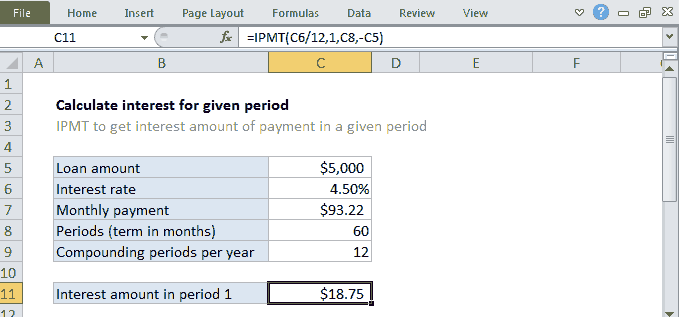 File Home Insert Page Layout Formulas Data Review View
C11 fx =IPMT(C6/12,1,C8,-C5)
A B C D E F
1
2 Calculate interest for given period
3 IPMT to get interest amount of payment in a given period
4
5 Loan amount $5,000
6 Interest rate 4.50%
7 Monthly payment $93.22
8 Periods (term in months) 60
9 Compounding periods per year 12
10
11 Interest amount in period 1 $18.75
12